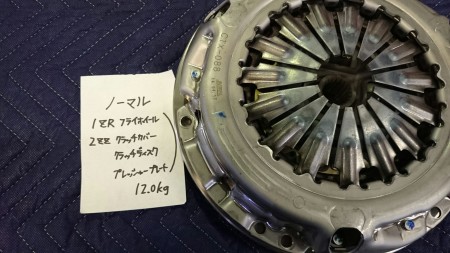 ノーマル
1ZR フライホイール
2ZZ クラッチカバー
クラッチディスク
プレッシャープレート
12.0kg
CTX-088